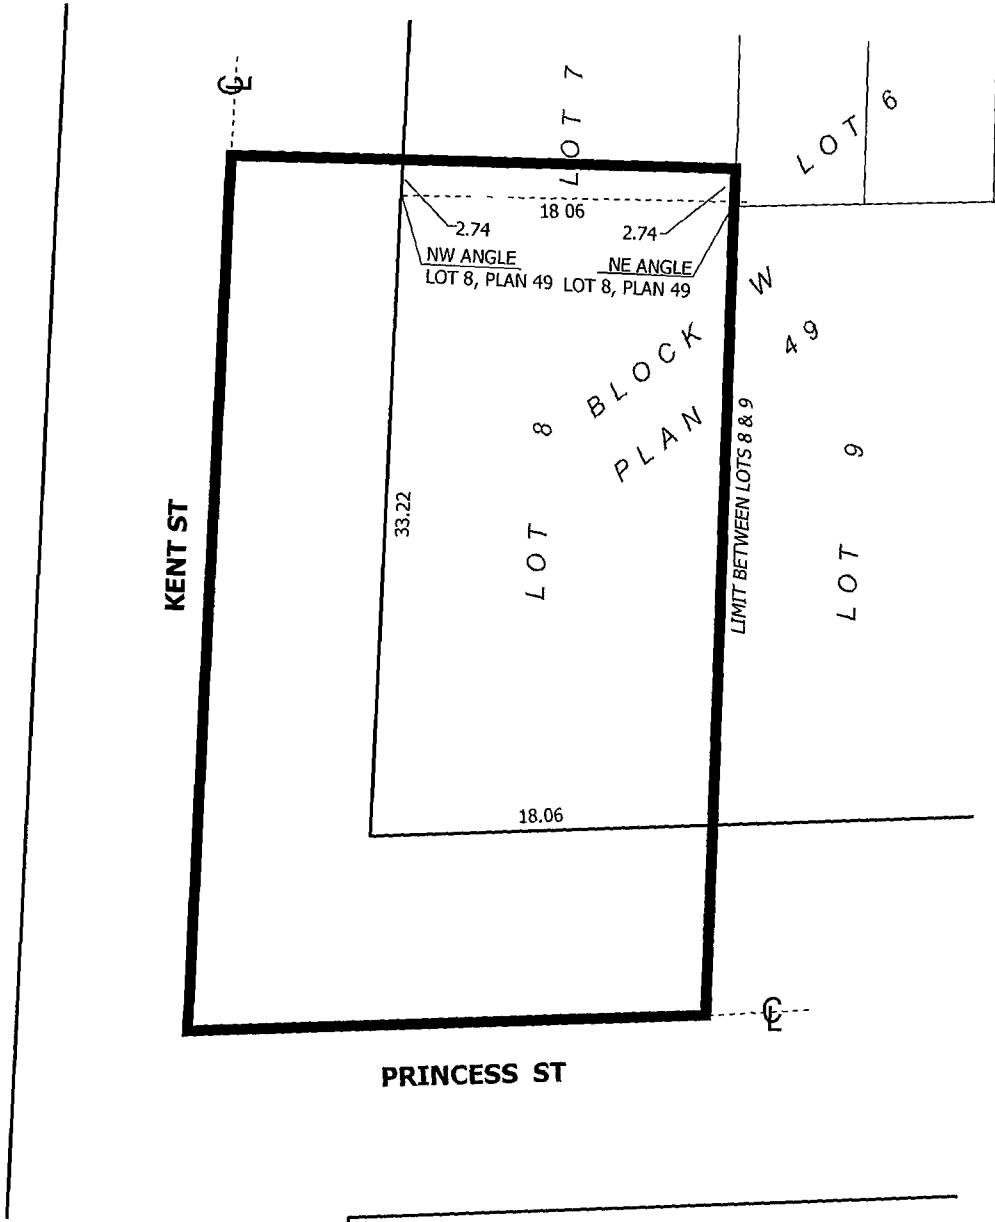 CL
LOT 7
LOT 6
18 06
2.74
2.74
NW ANGLE
LOT 8, PLAN 49
NE ANGLE
LOT 8, PLAN 49
BLOCK W
PLAN 49
LOT 8
LOT 9
LIMIT BETWEEN LOTS 8 & 9
33.22
KENT ST
18.06
CL
PRINCESS ST